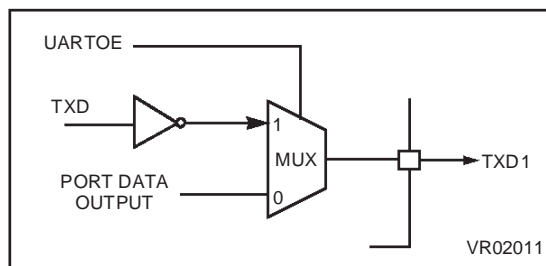 UARTOE
TXD
1
MUX
TXD1
PORT DATA
OUTPUT
0
VR02011